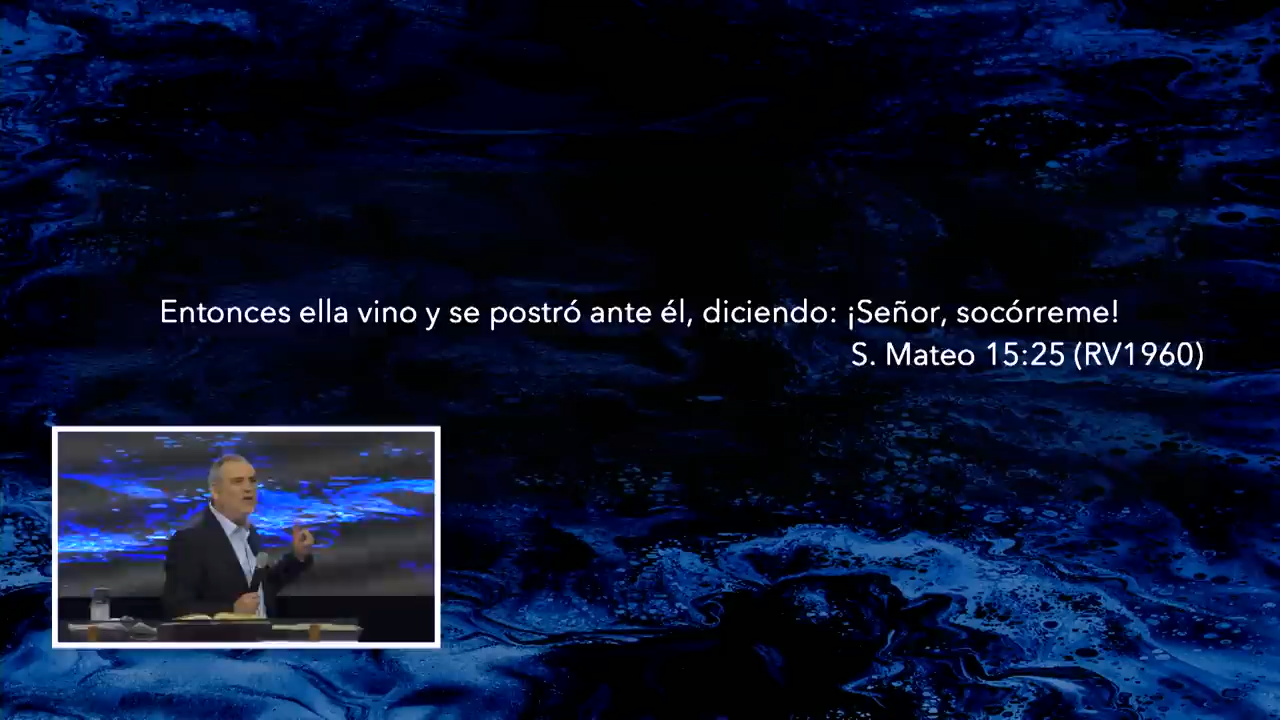 Entonces ella vino y se postró ante él, diciendo: ¡Señor, socórreme!
S. Mateo 15:25 (RV1960)